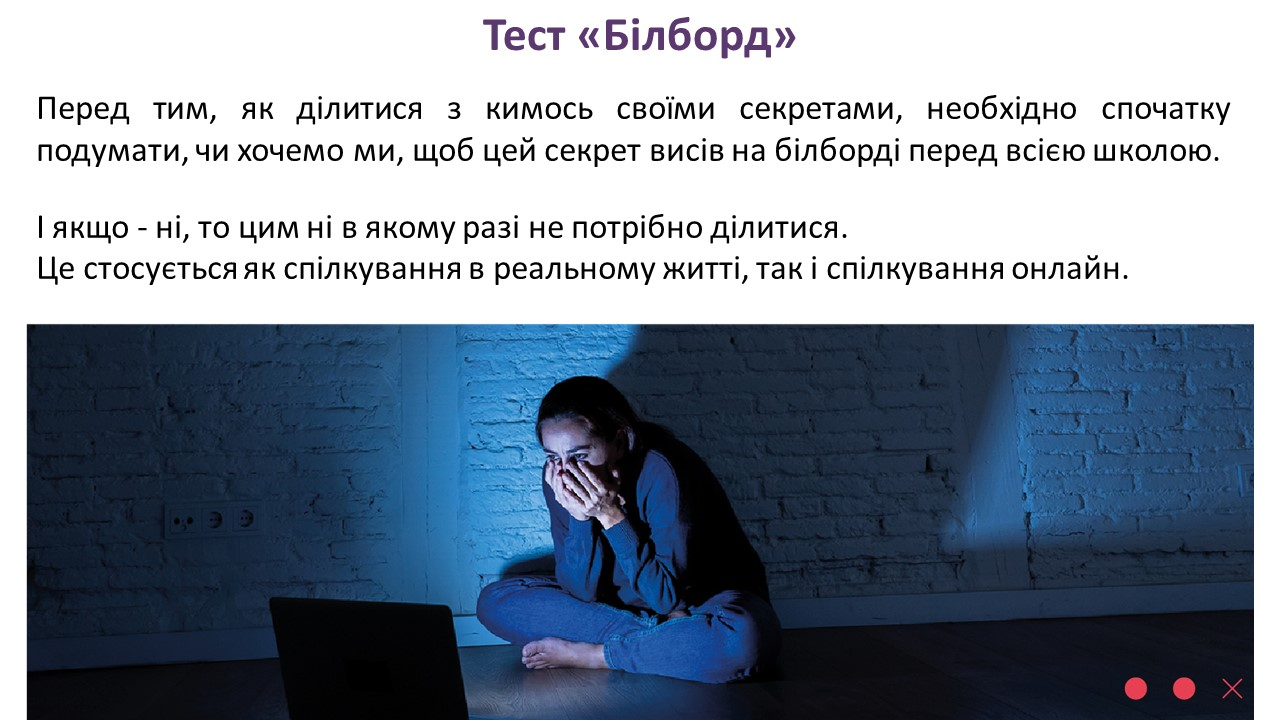 Тест «Білборд»
Перед тим, як ділитися з кимось своїми секретами, необхідно спочатку
подумати, чи хочемо ми, щоб цей секрет висів на білборді перед всією школою.
І якщо - ні, то цим ні в якому разі не потрібно ділитися.
Це стосується як спілкування в реальному житті, так і спілкування онлайн.